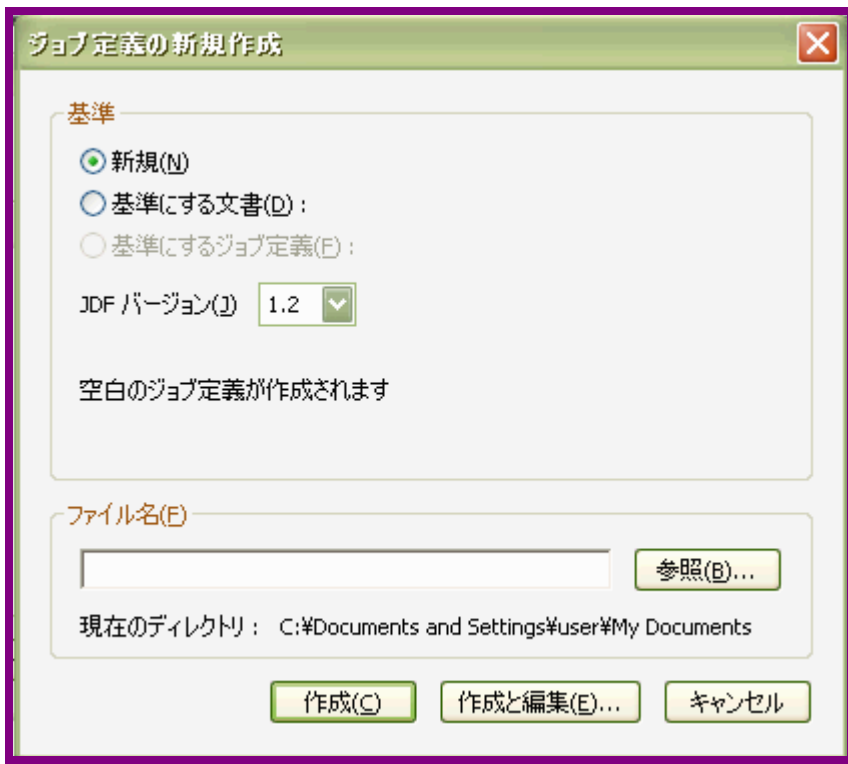 ジョブ定義の新規作成
基準
新規(N)
基準にする文書(D) :
基準にするジョブ定義(F) :
JDF バージョン(J) 1.2
空白のジョブ定義が作成されます
ファイル名(F)
参照(B)...
現在のディレクトリ : C:¥Documents and Settings¥user¥My Documents
作成(C) 作成と編集(E)... キャンセル